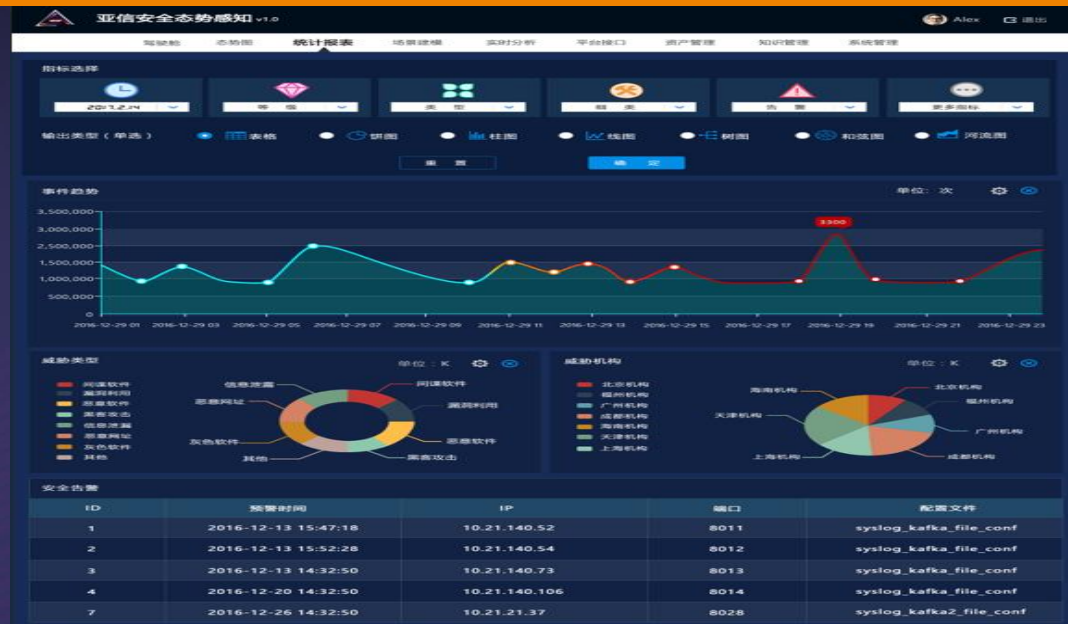 亚信安全态势感知 v1.0
Alex 退出
驾驶舱 态势图 统计报表 场景建模 实时分析 平台接口 资产管理 知识管理 系统管理
指标选择
2017.2.14 等 级 类 型 告 警 更多指标
输出类型(单选) 表格 饼图 柱图 线图 树图 和弦图 河流图
重 置 确 定
事件趋势 单位: 次
3,500,000
3300
3,000,000
2,500,000
1,500,000
1,000,000
500,000
0
2016-12-29 01 2016-12-29 03 2016-12-29 05 2016-12-29 07 2016-12-29 09 2016-12-29 11 2016-12-29 13 2016-12-29 15 2016-12-29 17 2016-12-29 19 2016-12-29 21 2016-12-29 23
威胁类型 单位:K
间谍软件
漏洞利用
恶意软件
黑客攻击
信息泄漏
恶意网址
灰色软件
其他
信息泄漏 间谍软件
恶意网址 漏洞利用
灰色软件 恶意软件
其他 黑客攻击
威胁机构 单位:K
北京机构
福州机构
广州机构
成都机构
海南机构
天津机构
上海机构
海南机构 北京机构
福州机构
天津机构 广州机构
上海机构 成都机构
安全告警
ID 预警时间 IP 端口 配置文件
1 2016-12-13 15:47:18 10.21.140.52 8011 syslog_kafka_file_conf
2 2016-12-13 15:52:28 10.21.140.54 8012 syslog_kafka_file_conf
3 2016-12-13 14:32:50 10.21.140.73 8013 syslog_kafka_file_conf
4 2016-12-20 14:32:50 10.21.140.106 8014 syslog_kafka_file_conf
7 2016-12-26 14:32:50 10.21.21.37 8028 syslog_kafka2_file_conf